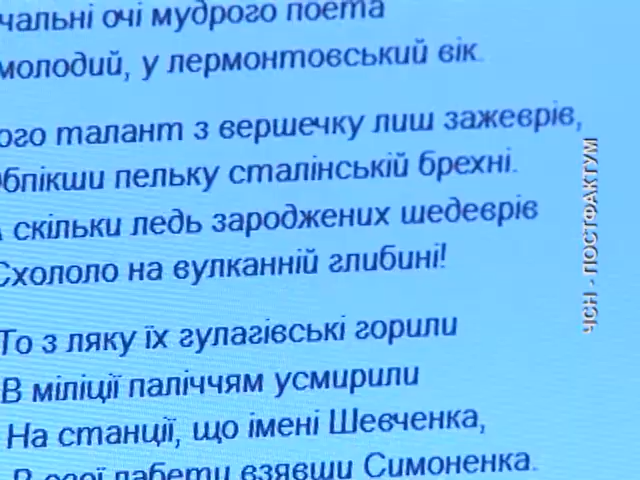 чальні очі мудрого поета
молодий, у лермонтовський вік.
ого талант з вершечку лиш зажеврів,
Обпікши пельку сталінській брехні.
А скільки ледь зароджених шедеврів
Схололо на вулканній глибині!
То з ляку їх гулагівські горили
В міліції паліччям усмирили
На станції, що імені Шевченка,
В свої лабети взявши Симоненка.
ЧСН - ПОСТФАКТУМ